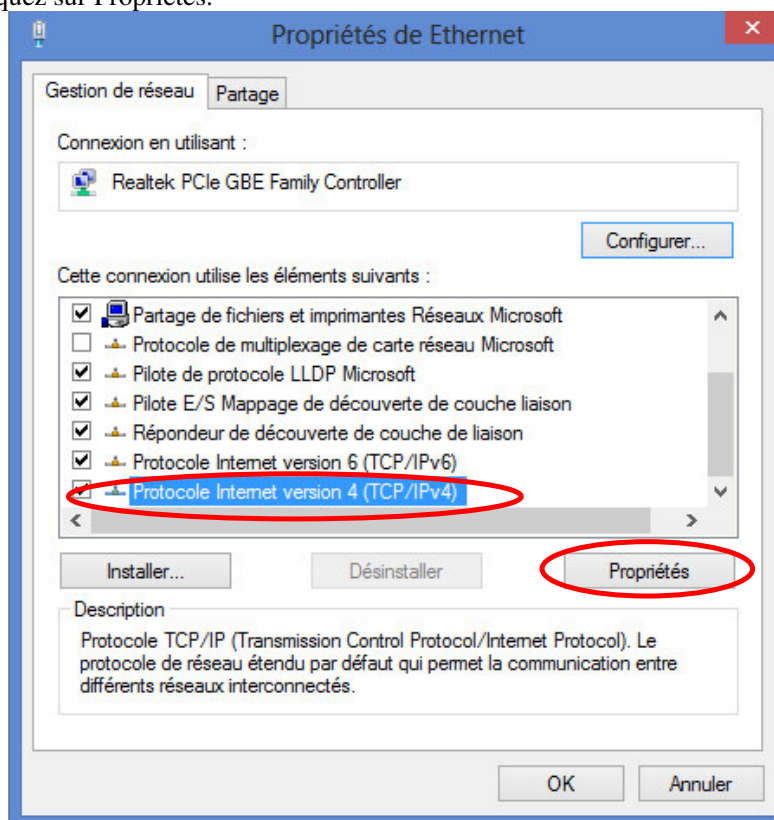 sur Propriétés.
Propriétés de Ethernet
Gestion de réseau Partage
Connexion en utilisant :
Realtek PCIe GBE Family Controller
Configurer...
Cette connexion utilise les éléments suivants :
Partage de fichiers et imprimantes Réseaux Microsoft
Protocole de multiplexage de carte réseau Microsoft
Pilote de protocole LLDP Microsoft
Pilote E/S Mappage de découverte de couche liaison
Répondeur de découverte de couche de liaison
Protocole Internet version 6 (TCP/IPv6)
Protocole Internet version 4 (TCP/IPv4)
Installer... Désinstaller Propriétés
Description
Protocole TCP/IP (Transmission Control Protocol/Internet Protocol). Le
protocole de réseau étendu par défaut qui permet la communication entre
différents réseaux interconnectés.
OK Annuler